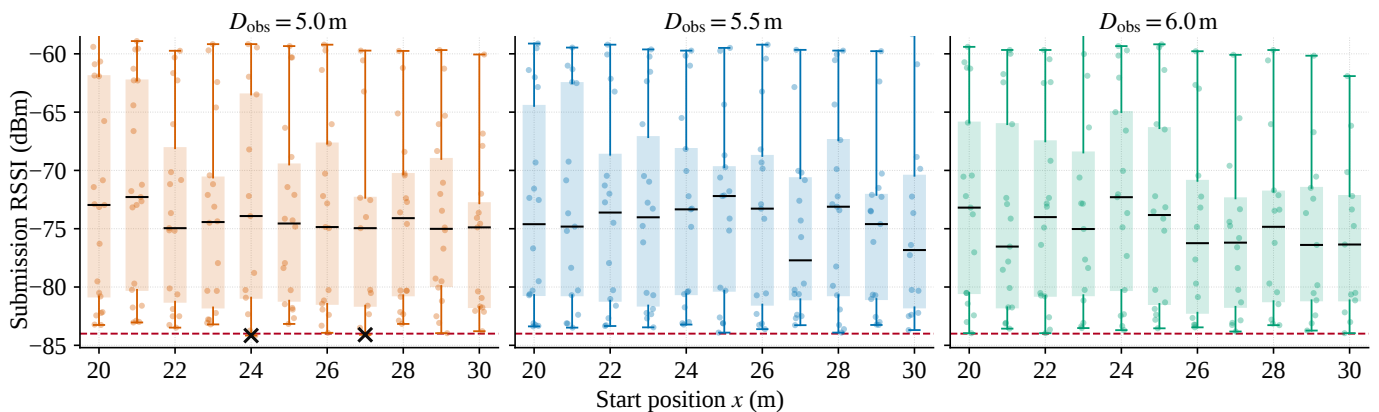 D_obs = 5.0 m
D_obs = 5.5 m
D_obs = 6.0 m
Submission RSSI (dBm)
−60
−65
−70
−75
−80
−85
20 22 24 26 28 30
20 22 24 26 28 30
20 22 24 26 28 30
Start position x (m)